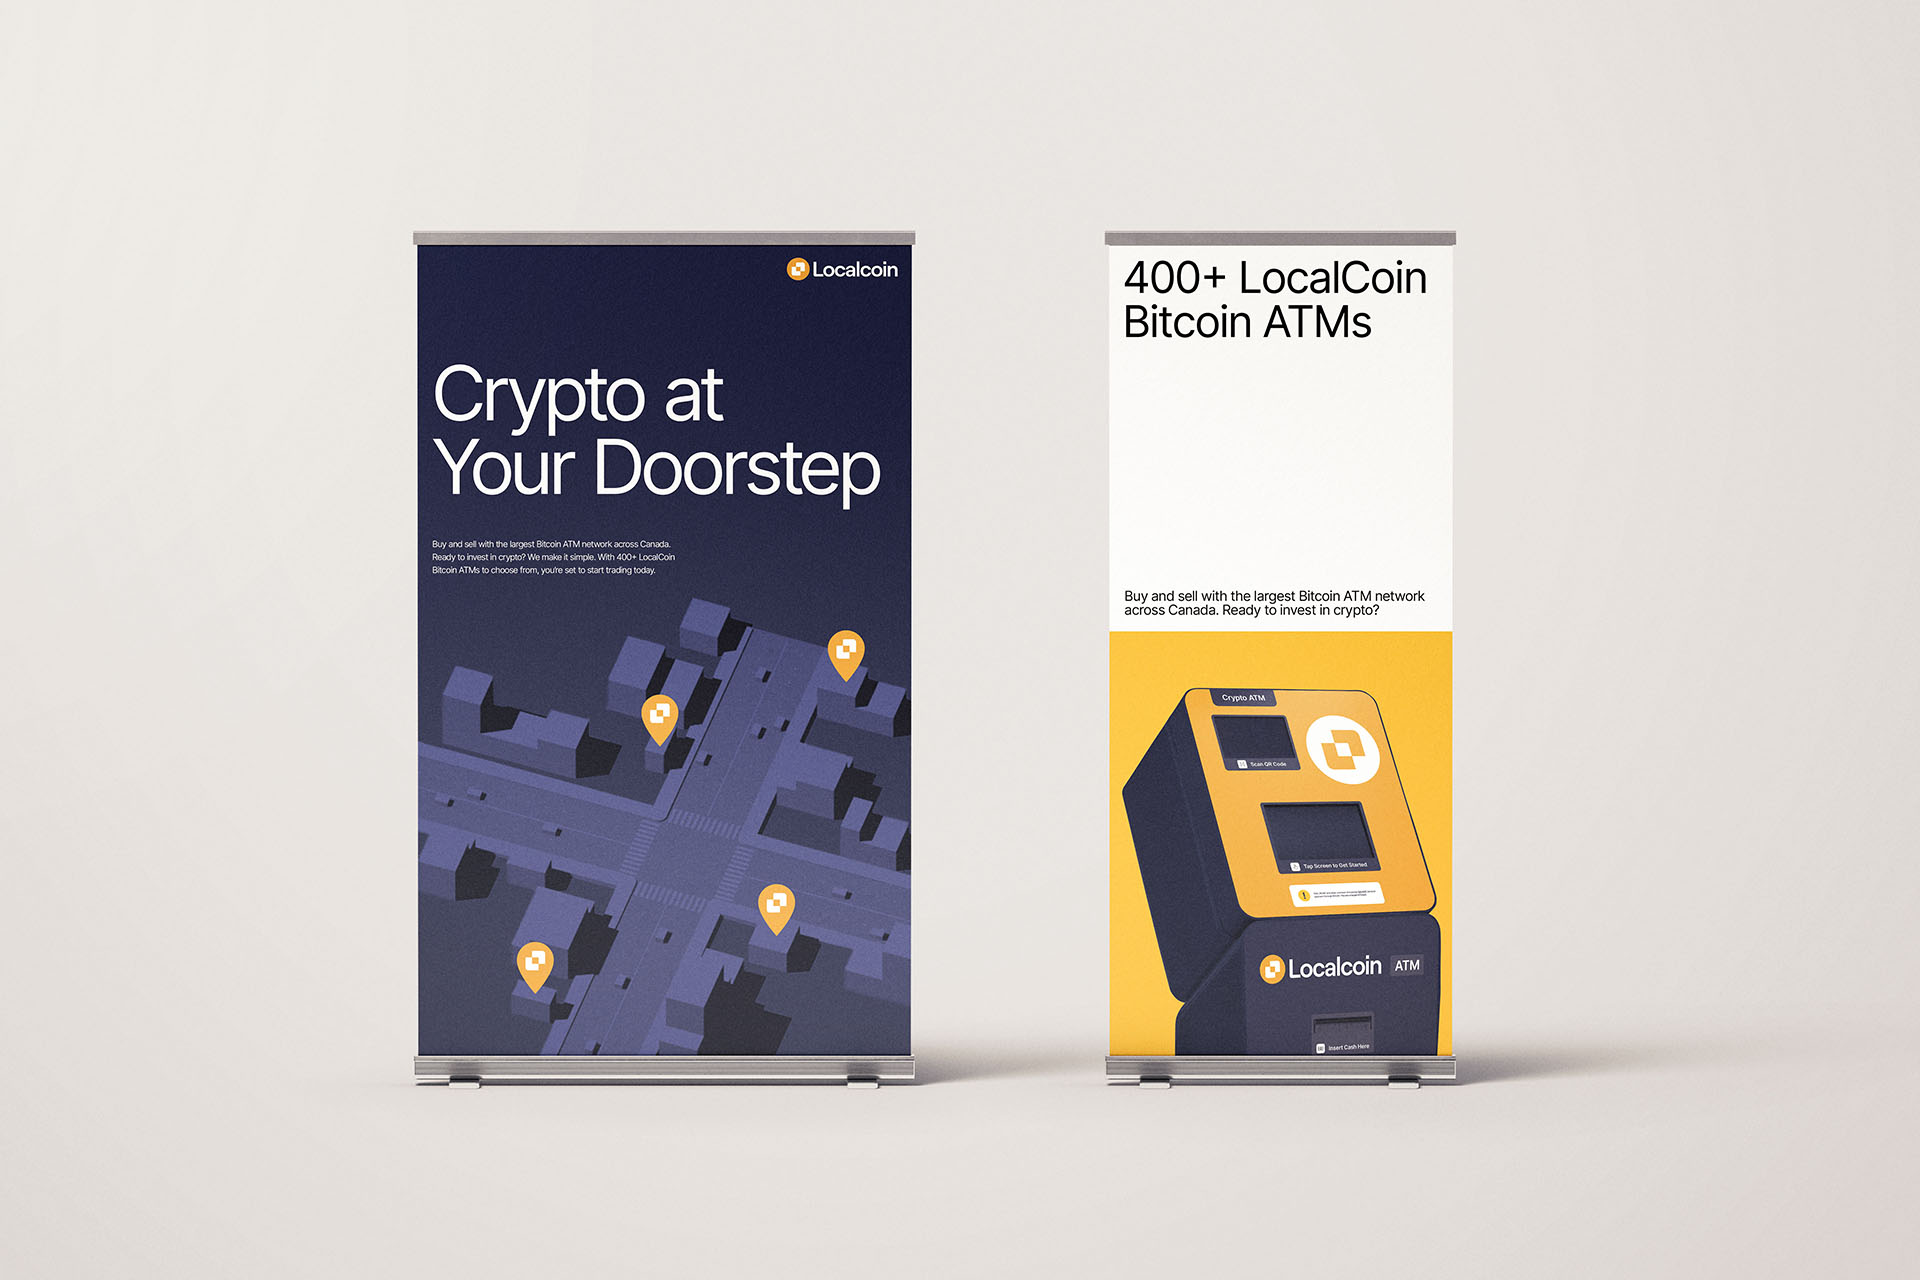 Localcoin
Crypto at
Your Doorstep
Buy and sell with the largest Bitcoin ATM network across Canada.
Ready to invest in crypto? We make it simple. With 400+ LocalCoin
Bitcoin ATMs to choose from, you're set to start trading today.
400+ LocalCoin
Bitcoin ATMs
Buy and sell with the largest Bitcoin ATM network
across Canada. Ready to invest in crypto?
Crypto ATM
Scan QR Code
Tap Screen to Get Started
Localcoin ATM
Insert Cash Here